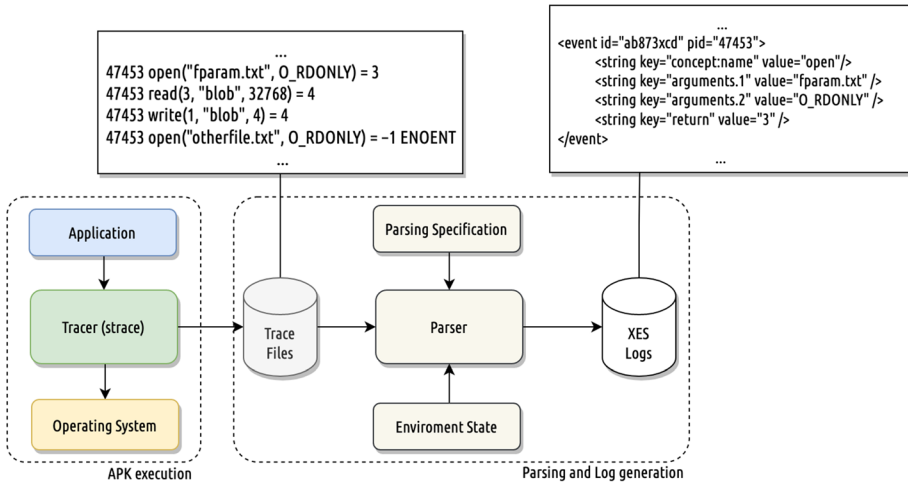 ...
47453 open("fparam.txt", O_RDONLY) = 3
47453 read(3, "blob", 32768) = 4
47453 write(1, "blob", 4) = 4
47453 open("otherfile.txt", O_RDONLY) = −1 ENOENT
...
...
<event id="ab873xcd" pid="47453">
<string key="concept:name" value="open"/>
<string key="arguments.1" value="fparam.txt" />
<string key="arguments.2" value="O_RDONLY" />
<string key="return" value="3" />
</event>
...
Application
Tracer (strace)
Operating System
APK execution
Trace
Files
Parsing Specification
Parser
Enviroment State
XES
Logs
Parsing and Log generation